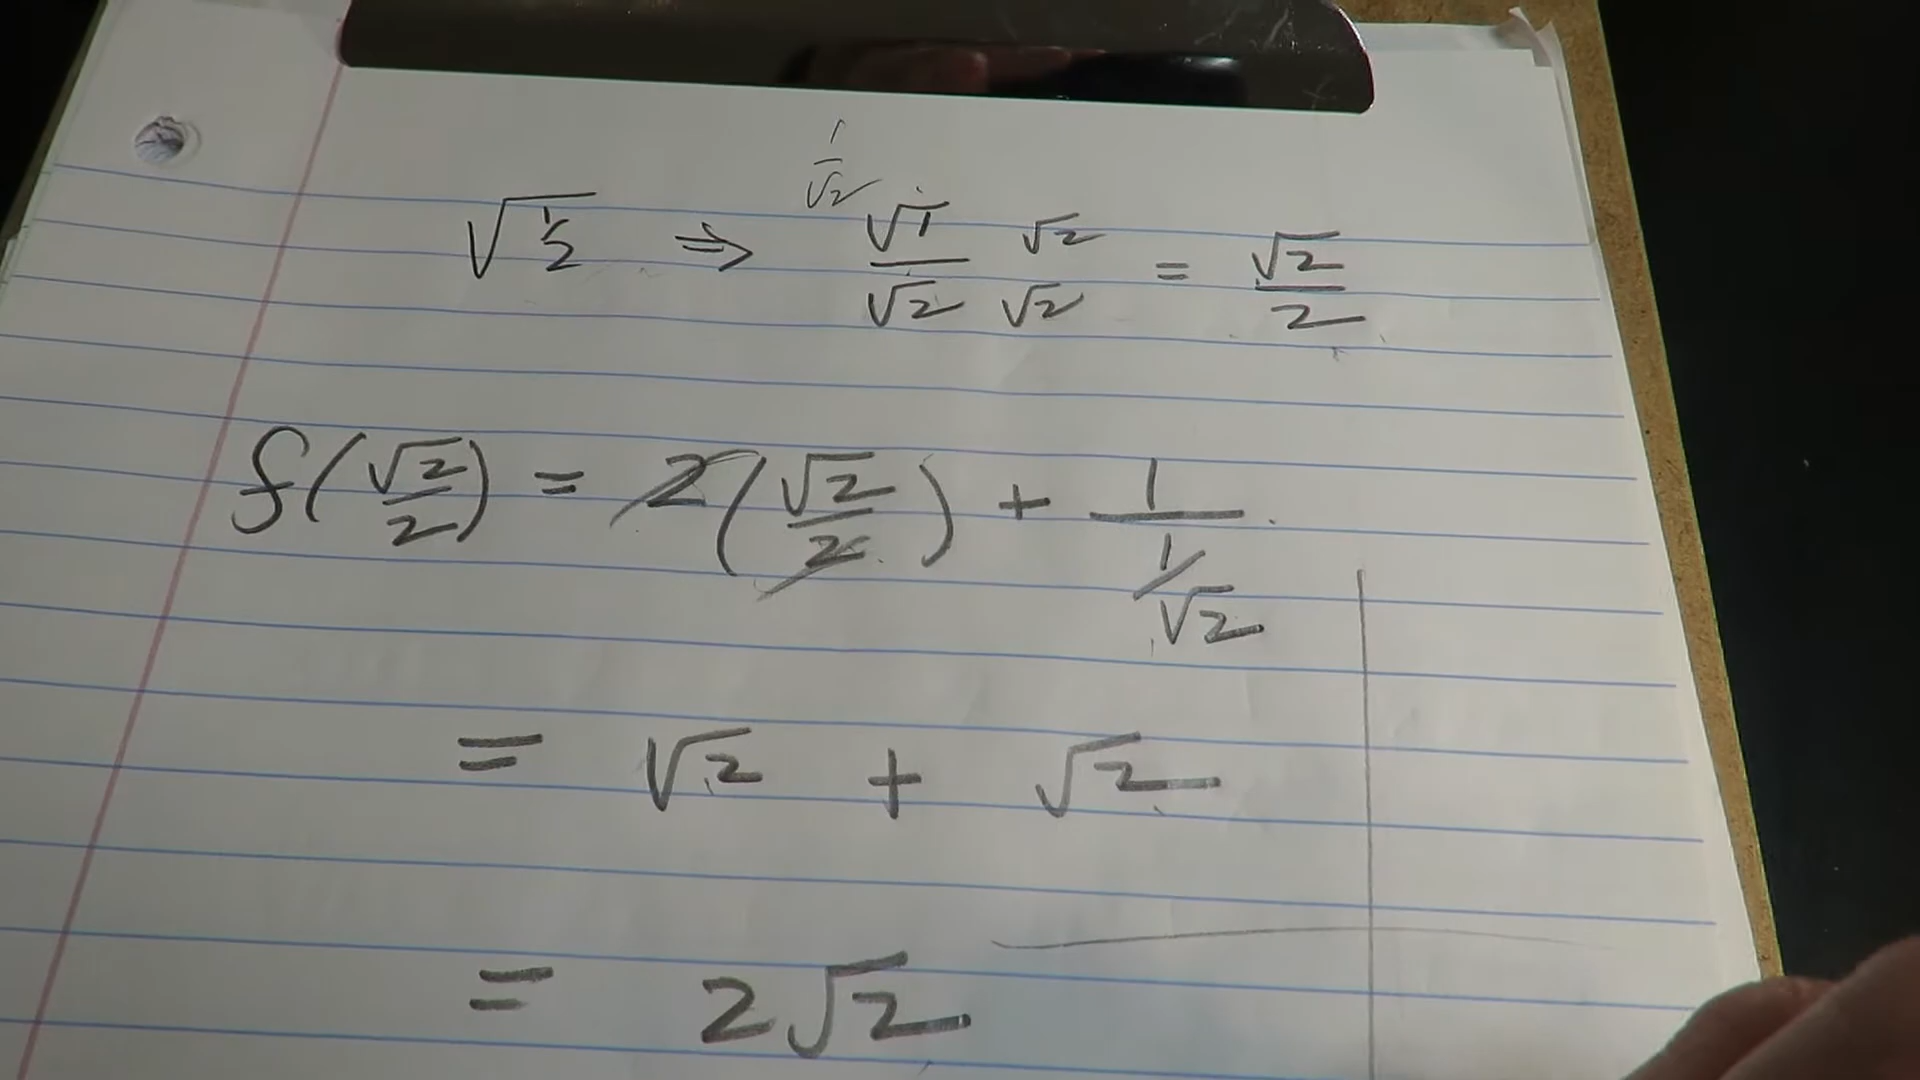 1/√2
√(1/2) ⇒ √1/√2 √2/√2 = √2/2
f(√2/2) = 2(√2/2) + 1/(1/√2)
= √2 + √2
= 2√2